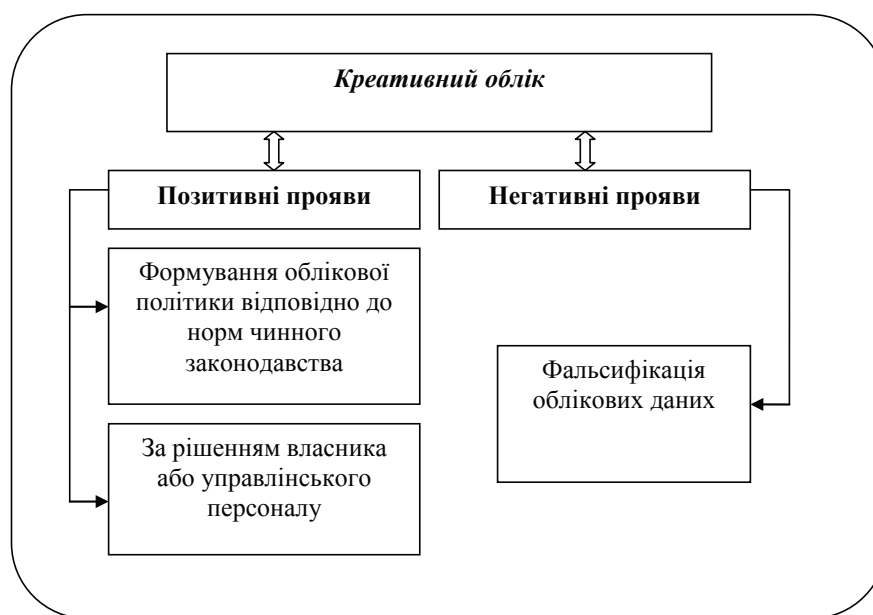 Креативний облік
Позитивні прояви
Негативні прояви
Формування облікової
політики відповідно до
норм чинного
законодавства
Фальсифікація
облікових даних
За рішенням власника
або управлінського
персоналу